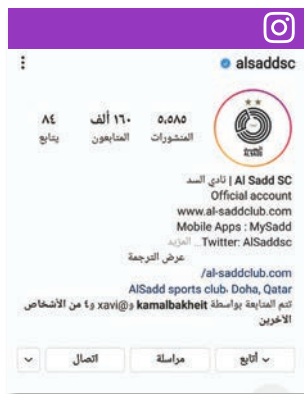 alsaddsc
٥،٥٨٥ ١٦٠ ألف ٨٤
المنشورات المتابعون يتابع
Al Sadd SC | نادي السد
Official account
www.al-saddclub.com
Mobile Apps : MySadd
Twitter: AlSaddsc... المزيد
عرض الترجمة
al-saddclub.com/
AlSadd sports club، Doha, Qatar
تتم المتابعة بواسطة kamalbakheit و@xavi و٤ من الأشخاص
الآخرين
أتابع مراسلة اتصال